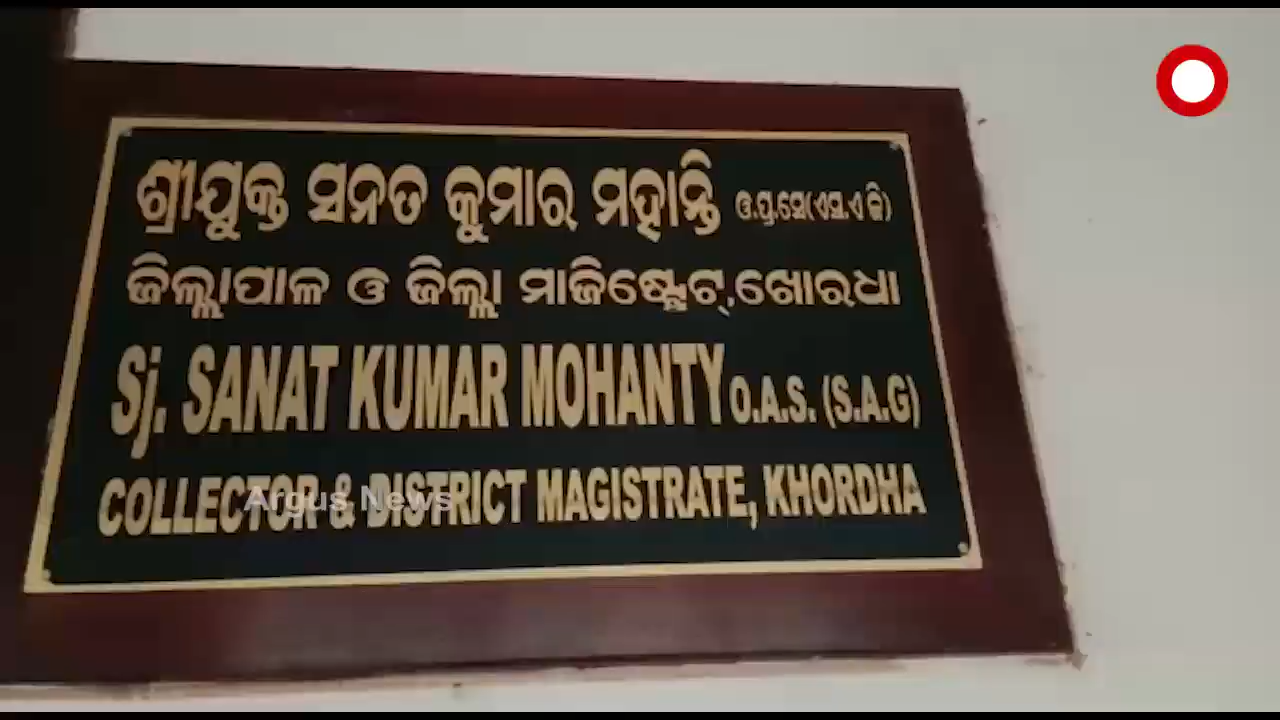 ଶ୍ରୀଯୁକ୍ତ ସନତ କୁମାର ମହାନ୍ତି ଓ.ପ୍ର.ସେ(ଏସ.ଏ ଜି)
ଜିଲ୍ଲାପାଳ ଓ ଜିଲ୍ଲା ମାଜିଷ୍ଟ୍ରେଟ୍,ଖୋରଧା
Sj. SANAT KUMAR MOHANTY O.A.S. (S.A.G)
COLLECTOR & DISTRICT MAGISTRATE, KHORDHA
Argus News